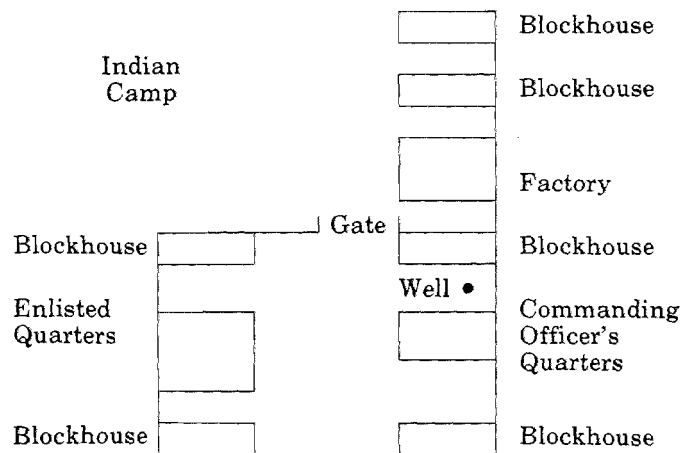 Blockhouse
Indian
Camp
Blockhouse
Factory
Gate
Blockhouse
Blockhouse
Well
Enlisted
Quarters
Commanding
Officer's
Quarters
Blockhouse
Blockhouse